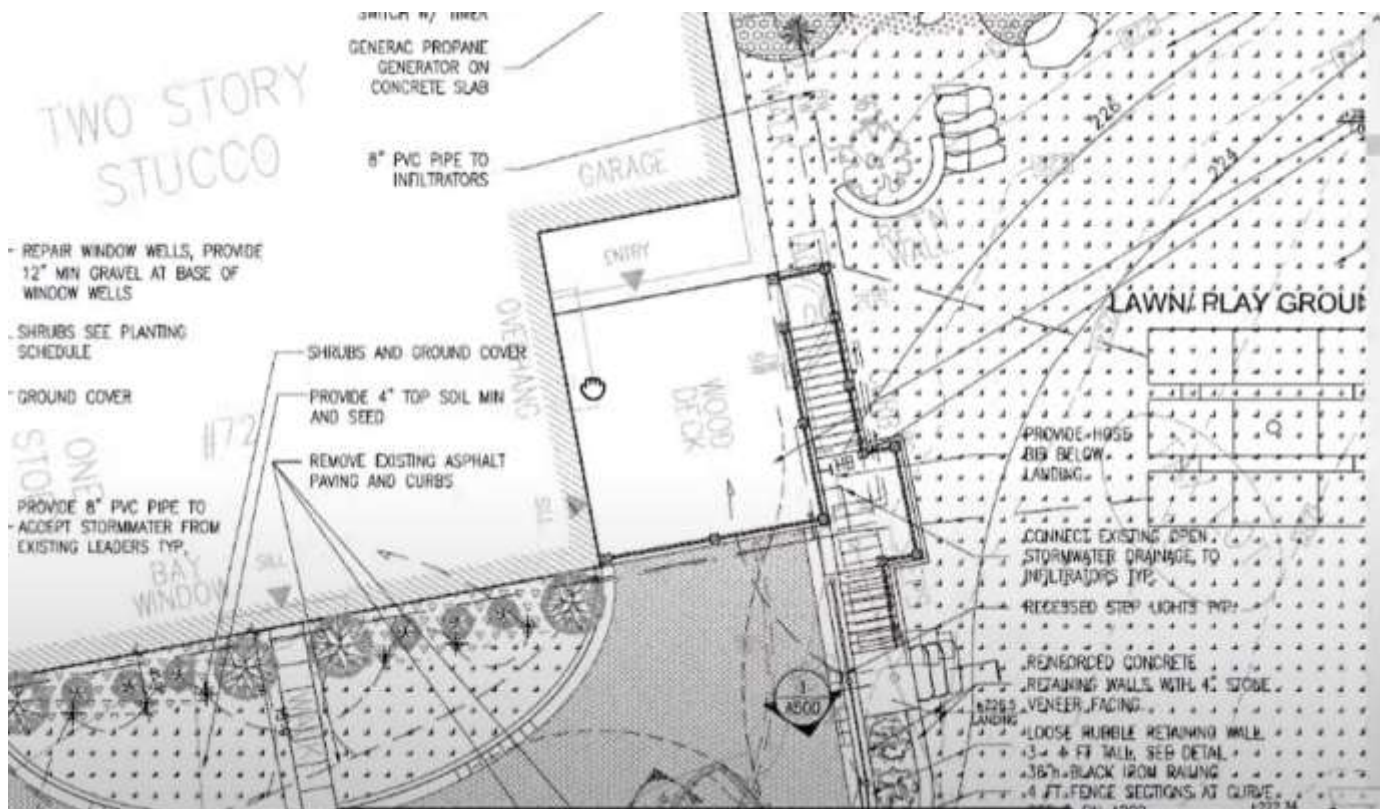 GENERAC PROPANE
GENERATOR ON
CONCRETE SLAB
TWO STORY
STUCCO
8" PVC PIPE TO
INFILTRATORS
GARAGE
ENTRY
WALL
226
224
REPAIR WINDOW WELLS, PROVIDE
12" MIN GRAVEL AT BASE OF
WINDOW WELLS
SHRUBS SEE PLANTING
SCHEDULE
GROUND COVER
OVERHANG
SHRUBS AND GROUND COVER
PROVIDE 4" TOP SOIL MIN
AND SEED
REMOVE EXISTING ASPHALT
PAVING AND CURBS
#72
ONE
WOOD
DECK
LAWN/ PLAY GROU
HB
PROVIDE HOSE
BIB BELOW
LANDING
PROVIDE 8" PVC PIPE TO
ACCEPT STORMWATER FROM
EXISTING LEADERS TYP.
SILL
BAY
WINDOW
SILL
WALK
CONNECT EXISTING OPEN
STORMWATER DRAINAGE TO
INFILTRATORS TYP.
RECESSED STEP LIGHTS TYP.
1
A500
REINFORCED CONCRETE
RETAINING WALLS WITH 4" STONE
VENEER FACING
LANDING
LOOSE RUBBLE RETAINING WALL
3-4 FT TALL SEE DETAIL
36"h BLACK IRON RAILING
4 FT. FENCE SECTIONS AT CURVE